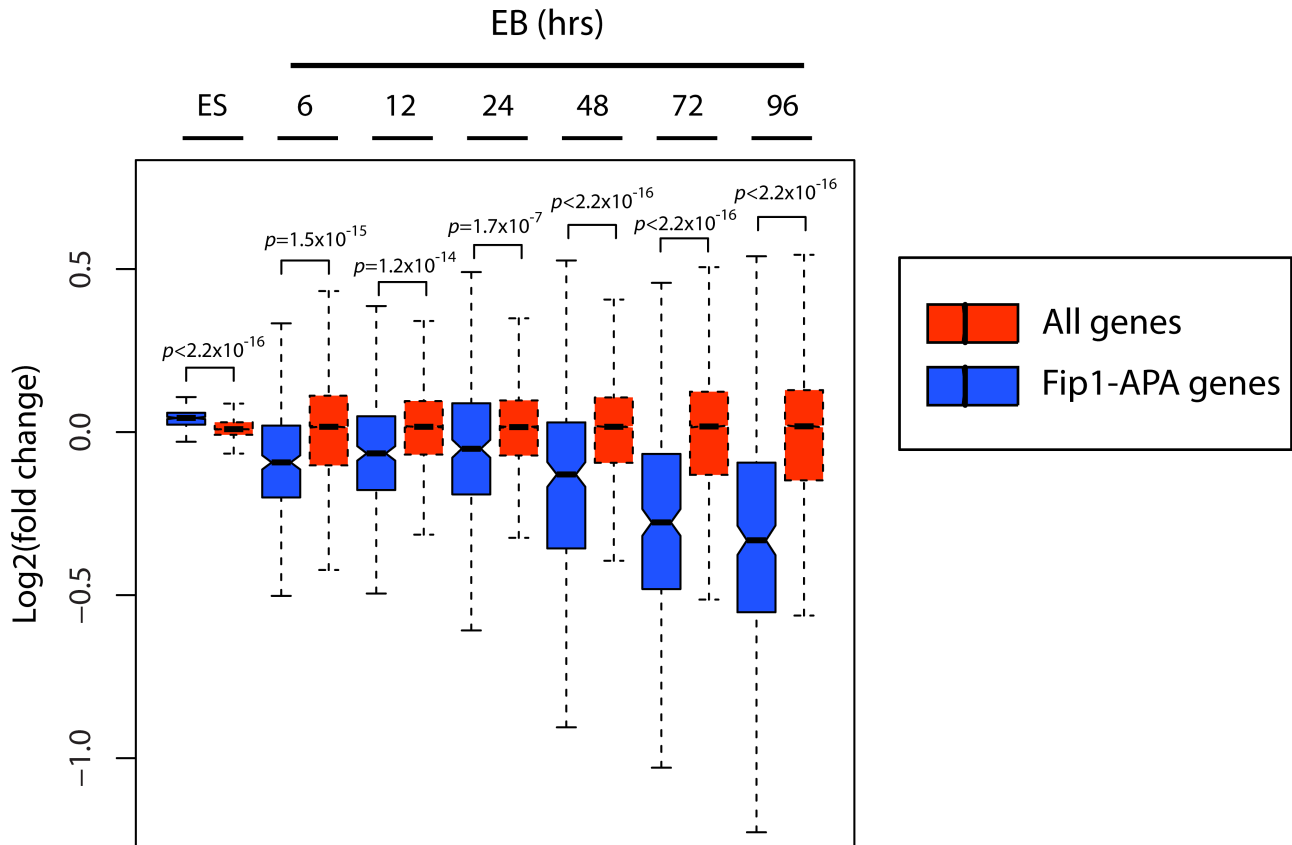 EB (hrs)
ES 6 12 24 48 72 96
p<2.2x10⁻¹⁶
p=1.5x10⁻¹⁵
p=1.2x10⁻¹⁴
p=1.7x10⁻⁷
p<2.2x10⁻¹⁶
p<2.2x10⁻¹⁶
p<2.2x10⁻¹⁶
Log2(fold change)
0.5
0.0
−0.5
−1.0
All genes
Fip1-APA genes